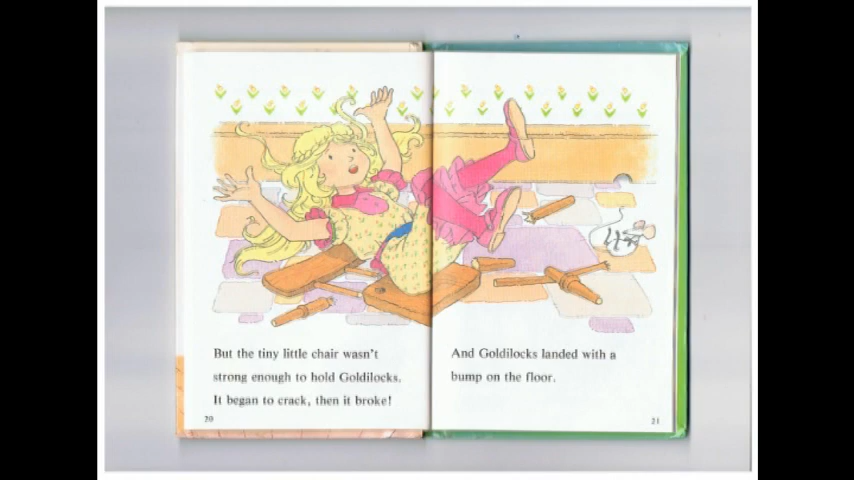 But the tiny little chair wasn't
strong enough to hold Goldilocks.
It began to crack, then it broke!
20
And Goldilocks landed with a
bump on the floor.
21